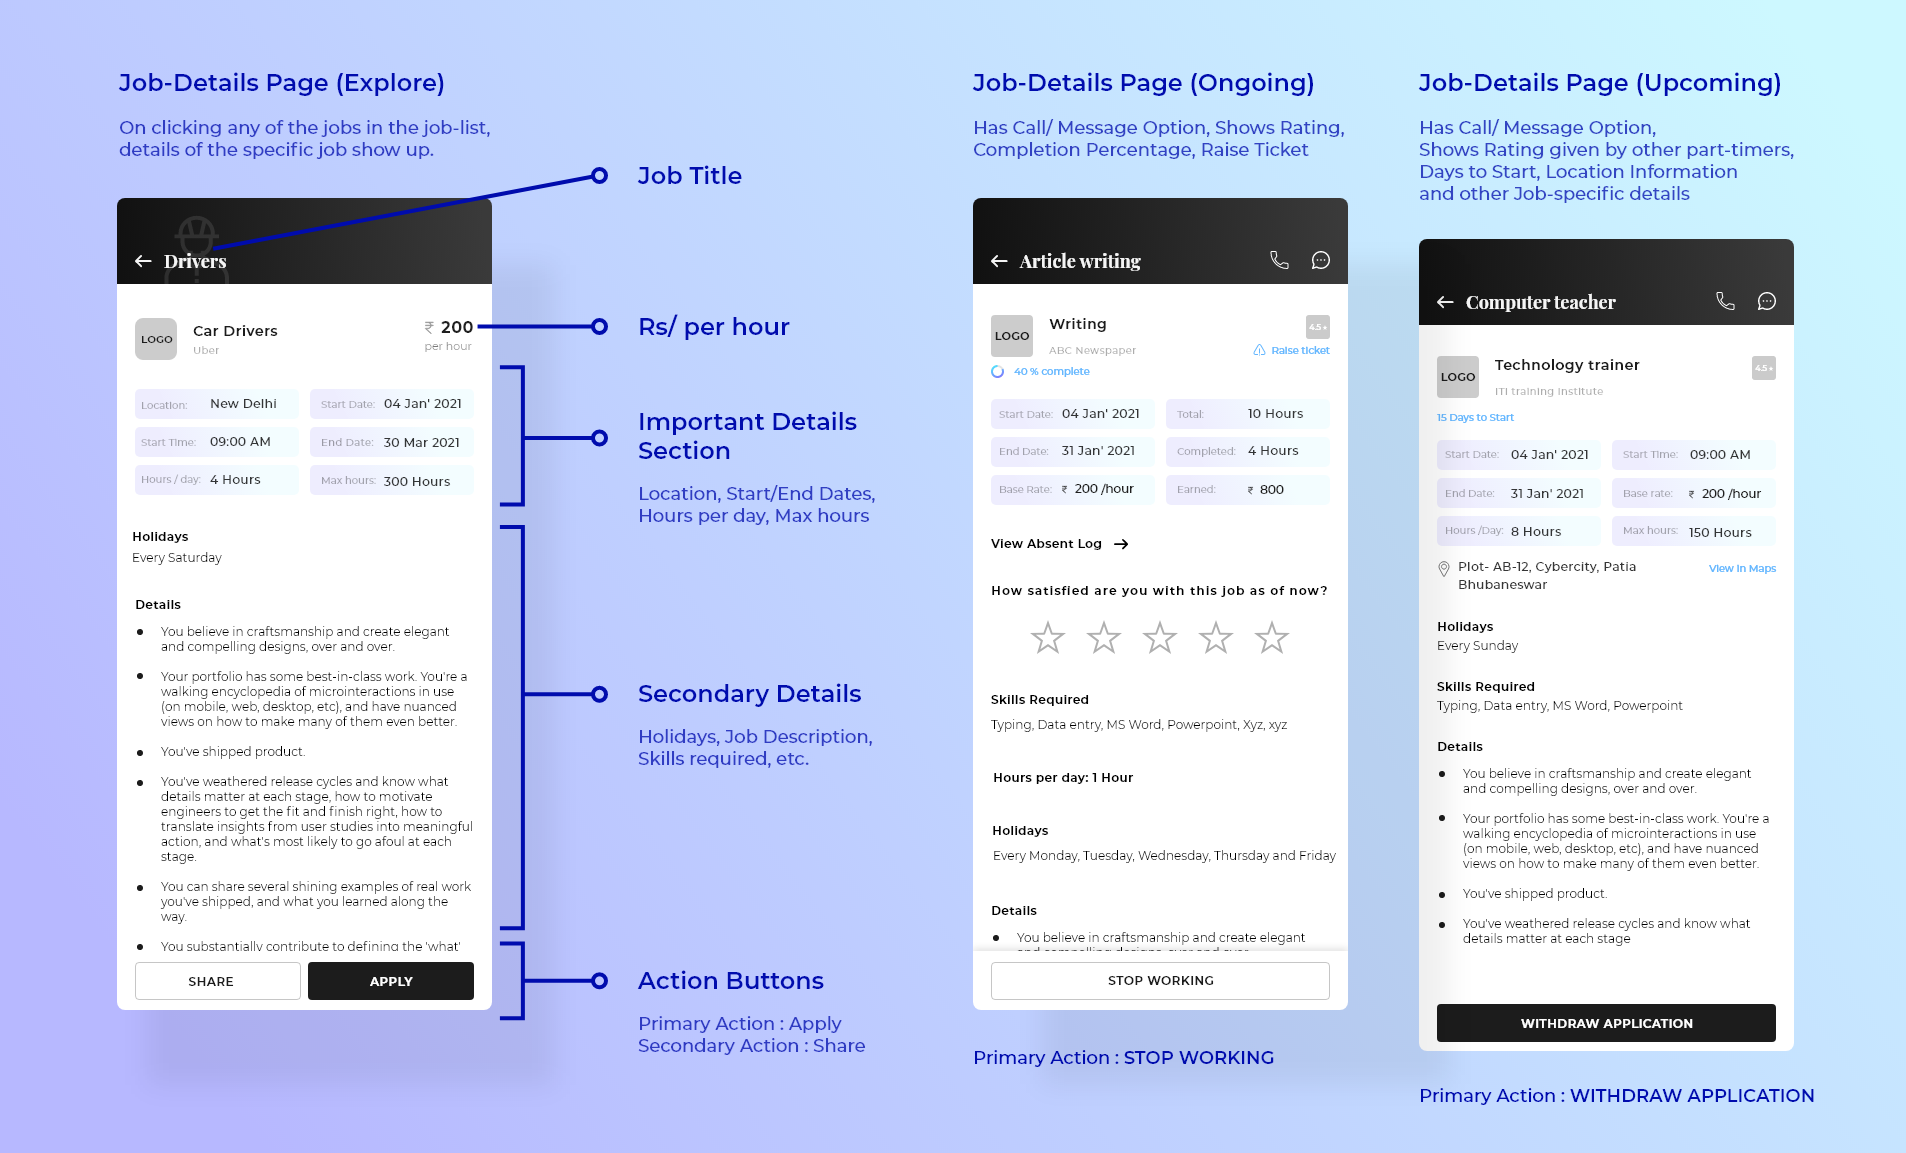 Job-Details Page (Explore)
On clicking any of the jobs in the job-list,
details of the specific job show up.
Drivers
LOGO
Car Drivers
Uber
₹ 200
per hour
Location: New Delhi
Start Date: 04 Jan' 2021
Start Time: 09:00 AM
End Date: 30 Mar 2021
Hours / day: 4 Hours
Max hours: 300 Hours
Holidays
Every Saturday
Details
You believe in craftsmanship and create elegant
and compelling designs, over and over.
Your portfolio has some best-in-class work. You're a
walking encyclopedia of microinteractions in use
(on mobile, web, desktop, etc), and have nuanced
views on how to make many of them even better.
You've shipped product.
You've weathered release cycles and know what
details matter at each stage, how to motivate
engineers to get the fit and finish right, how to
translate insights from user studies into meaningful
action, and what's most likely to go afoul at each
stage.
You can share several shining examples of real work
you've shipped, and what you learned along the
way.
You substantially contribute to defining the 'what'
SHARE
APPLY
Job Title
Rs/ per hour
Important Details
Section
Location, Start/End Dates,
Hours per day, Max hours
Secondary Details
Holidays, Job Description,
Skills required, etc.
Action Buttons
Primary Action : Apply
Secondary Action : Share
Job-Details Page (Ongoing)
Has Call/ Message Option, Shows Rating,
Completion Percentage, Raise Ticket
Article writing
LOGO
Writing
ABC Newspaper
4.5 ★
Raise ticket
40 % complete
Start Date: 04 Jan' 2021
Total: 10 Hours
End Date: 31 Jan' 2021
Completed: 4 Hours
Base Rate: ₹ 200 /hour
Earned: ₹ 800
View Absent Log →
How satisfied are you with this job as of now?
Skills Required
Typing, Data entry, MS Word, Powerpoint, Xyz, xyz
Hours per day: 1 Hour
Holidays
Every Monday, Tuesday, Wednesday, Thursday and Friday
Details
You believe in craftsmanship and create elegant
and compelling designs, over and over.
STOP WORKING
Primary Action : STOP WORKING
Job-Details Page (Upcoming)
Has Call/ Message Option,
Shows Rating given by other part-timers,
Days to Start, Location Information
and other Job-specific details
Computer teacher
LOGO
Technology trainer
ITI training institute
4.5 ★
15 Days to Start
Start Date: 04 Jan' 2021
Start Time: 09:00 AM
End Date: 31 Jan' 2021
Base rate: ₹ 200 /hour
Hours /Day: 8 Hours
Max hours: 150 Hours
Plot- AB-12, Cybercity, Patia
Bhubaneswar
View in Maps
Holidays
Every Sunday
Skills Required
Typing, Data entry, MS Word, Powerpoint
Details
You believe in craftsmanship and create elegant
and compelling designs, over and over.
Your portfolio has some best-in-class work. You're a
walking encyclopedia of microinteractions in use
(on mobile, web, desktop, etc), and have nuanced
views on how to make many of them even better.
You've shipped product.
You've weathered release cycles and know what
details matter at each stage
WITHDRAW APPLICATION
Primary Action : WITHDRAW APPLICATION